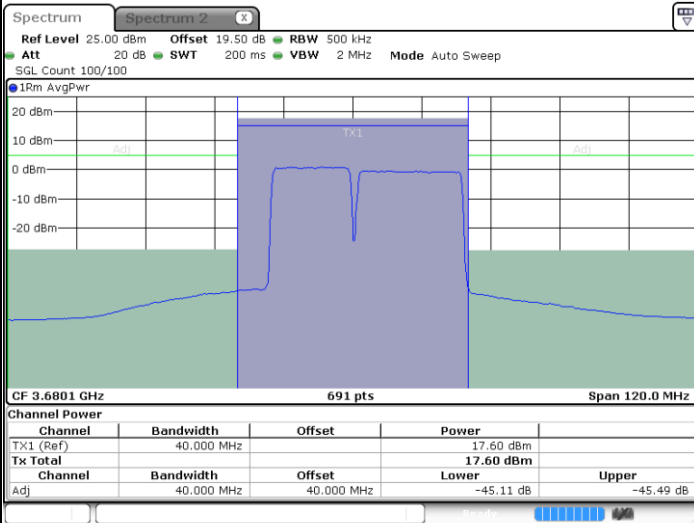 Spectrum Spectrum 2 X
Ref Level 25.00 dBm Offset 19.50 dB RBW 500 kHz
Att 20 dB SWT 200 ms VBW 2 MHz Mode Auto Sweep
SGL Count 100/100
1Rm AvgPwr
20 dBm
TX1
10 dBm
Adj Adj
0 dBm
-10 dBm
-20 dBm
CF 3.6801 GHz 691 pts Span 120.0 MHz
Channel Power
Channel Bandwidth Offset Power
TX1 (Ref) 40.000 MHz 17.60 dBm
Tx Total 17.60 dBm
Channel Bandwidth Offset Lower Upper
Adj 40.000 MHz 40.000 MHz -45.11 dB -45.49 dB
Ready